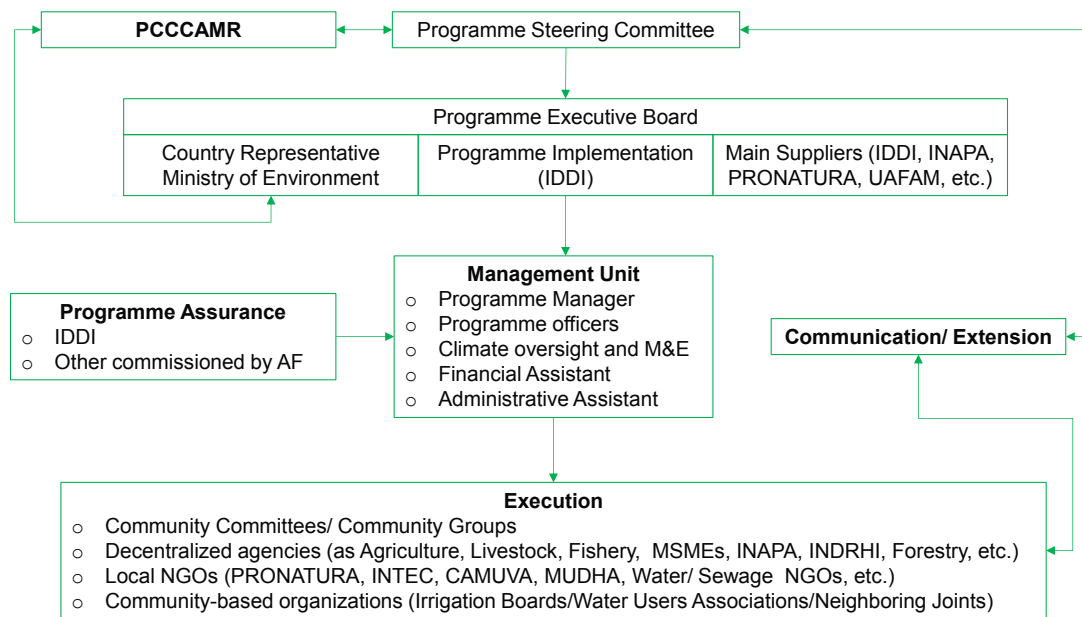 PCCCAMR
Programme Steering Committee
Programme Executive Board
Country Representative
Ministry of Environment
Programme Implementation
(IDDI)
Main Suppliers (IDDI, INAPA,
PRONATURA, UAFAM, etc.)
Management Unit
o Programme Manager
o Programme officers
o Climate oversight and M&E
o Financial Assistant
o Administrative Assistant
Programme Assurance
o IDDI
o Other commissioned by AF
Communication/ Extension
Execution
o Community Committees/ Community Groups
o Decentralized agencies (as Agriculture, Livestock, Fishery, MSMEs, INAPA, INDRHI, Forestry, etc.)
o Local NGOs (PRONATURA, INTEC, CAMUVA, MUDHA, Water/ Sewage NGOs, etc.)
o Community-based organizations (Irrigation Boards/Water Users Associations/Neighboring Joints)